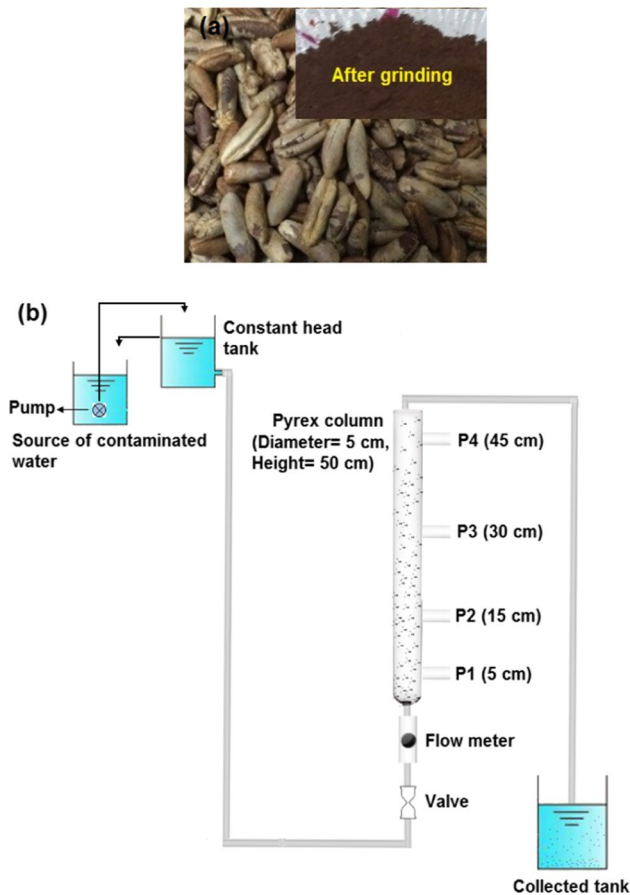 (a)
After grinding
(b)
Constant head
tank
Pump
Source of contaminated
water
Pyrex column
(Diameter= 5 cm,
Height= 50 cm)
P4 (45 cm)
P3 (30 cm)
P2 (15 cm)
P1 (5 cm)
Flow meter
Valve
Collected tank